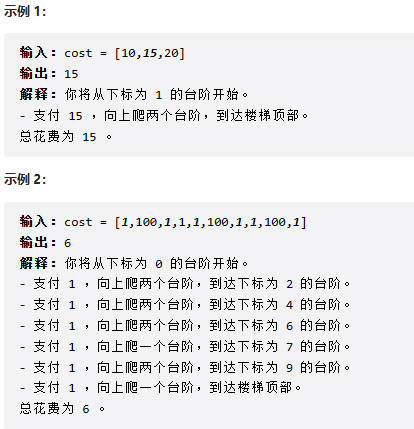 示例 1：
输入：cost = [10,15,20]
输出：15
解释：你将从下标为 1 的台阶开始。
- 支付 15 ，向上爬两个台阶，到达楼梯顶部。
总花费为 15 。
示例 2：
输入：cost = [1,100,1,1,1,100,1,1,100,1]
输出：6
解释：你将从下标为 0 的台阶开始。
- 支付 1 ，向上爬两个台阶，到达下标为 2 的台阶。
- 支付 1 ，向上爬两个台阶，到达下标为 4 的台阶。
- 支付 1 ，向上爬两个台阶，到达下标为 6 的台阶。
- 支付 1 ，向上爬一个台阶，到达下标为 7 的台阶。
- 支付 1 ，向上爬两个台阶，到达下标为 9 的台阶。
- 支付 1 ，向上爬一个台阶，到达楼梯顶部。
总花费为 6 。